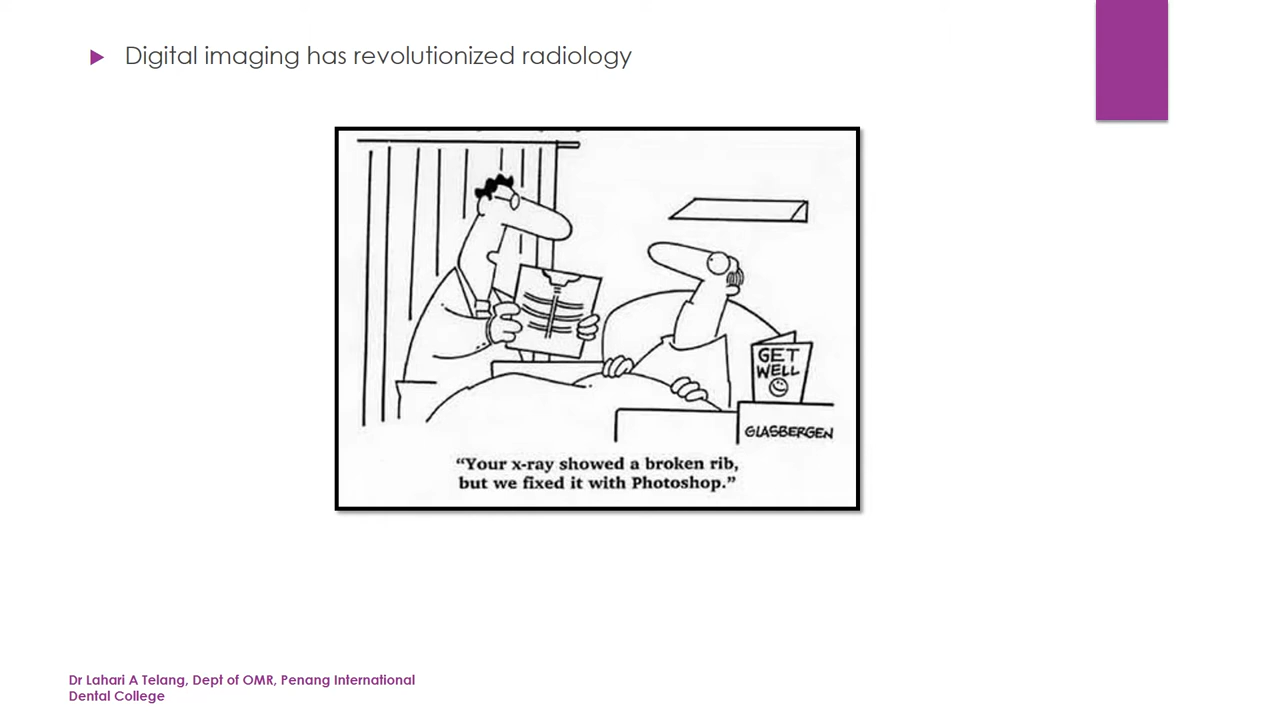 Digital imaging has revolutionized radiology
GET
WELL
GLASBERGEN
"Your x-ray showed a broken rib,
but we fixed it with Photoshop."
Dr Lahari A Telang, Dept of OMR, Penang International
Dental College